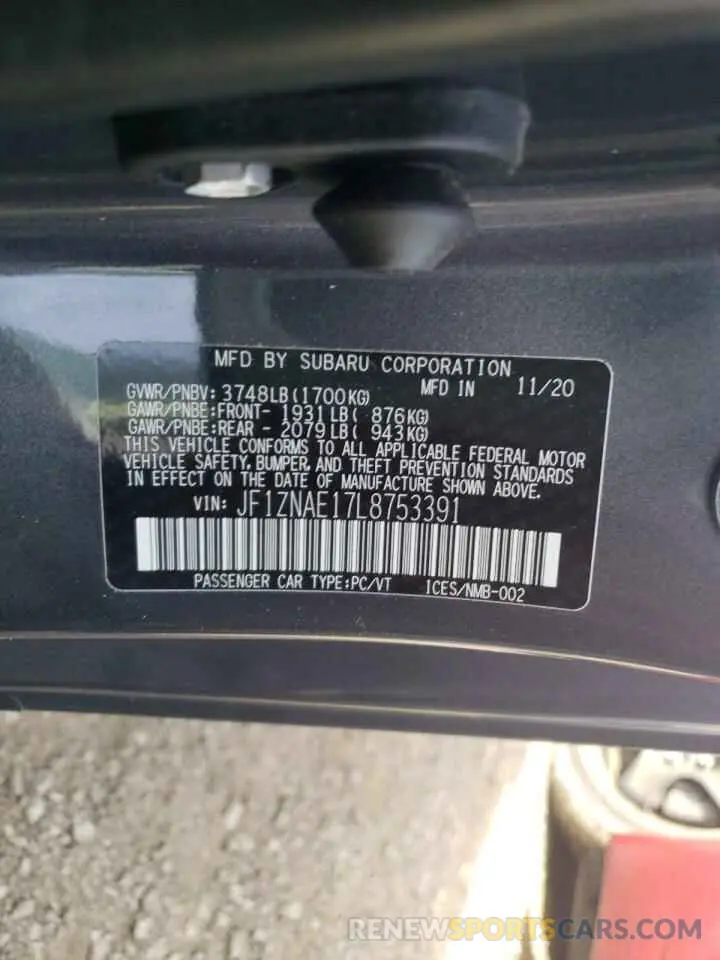 MFD BY SUBARU CORPORATION
GVWR/PNBV: 3748LB(1700KG) MFD IN 11/20
GAWR/PNBE:FRONT- 1931LB( 876KG)
GAWR/PNBE:REAR - 2079LB( 943KG)
THIS VEHICLE CONFORMS TO ALL APPLICABLE FEDERAL MOTOR
VEHICLE SAFETY, BUMPER, AND THEFT PREVENTION STANDARDS
IN EFFECT ON THE DATE OF MANUFACTURE SHOWN ABOVE.
VIN: JF1ZNAE17L8753391
PASSENGER CAR TYPE:PC/VT ICES/NMB-002
RENEWSPORTSCARS.COM